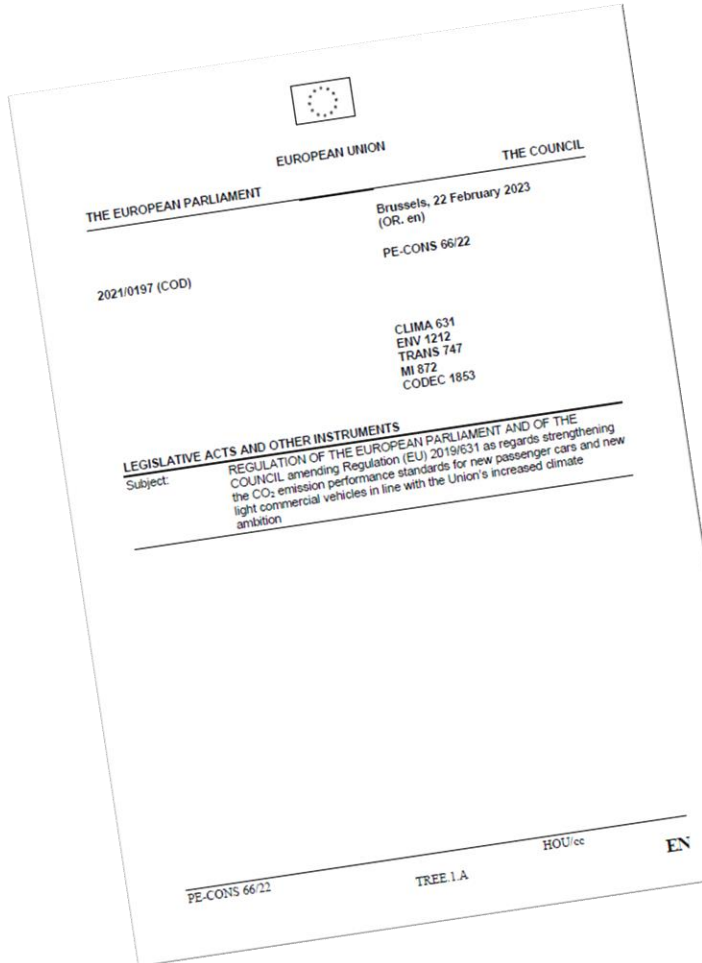 EUROPEAN UNION
THE EUROPEAN PARLIAMENT
THE COUNCIL
Brussels, 22 February 2023
(OR. en)
2021/0197 (COD)
PE-CONS 66/22
CLIMA 631
ENV 1212
TRANS 747
MI 872
CODEC 1853
LEGISLATIVE ACTS AND OTHER INSTRUMENTS
Subject: REGULATION OF THE EUROPEAN PARLIAMENT AND OF THE
COUNCIL amending Regulation (EU) 2019/631 as regards strengthening
the CO₂ emission performance standards for new passenger cars and new
light commercial vehicles in line with the Union's increased climate
ambition
PE-CONS 66/22 HOU/cc
TREE.1.A EN